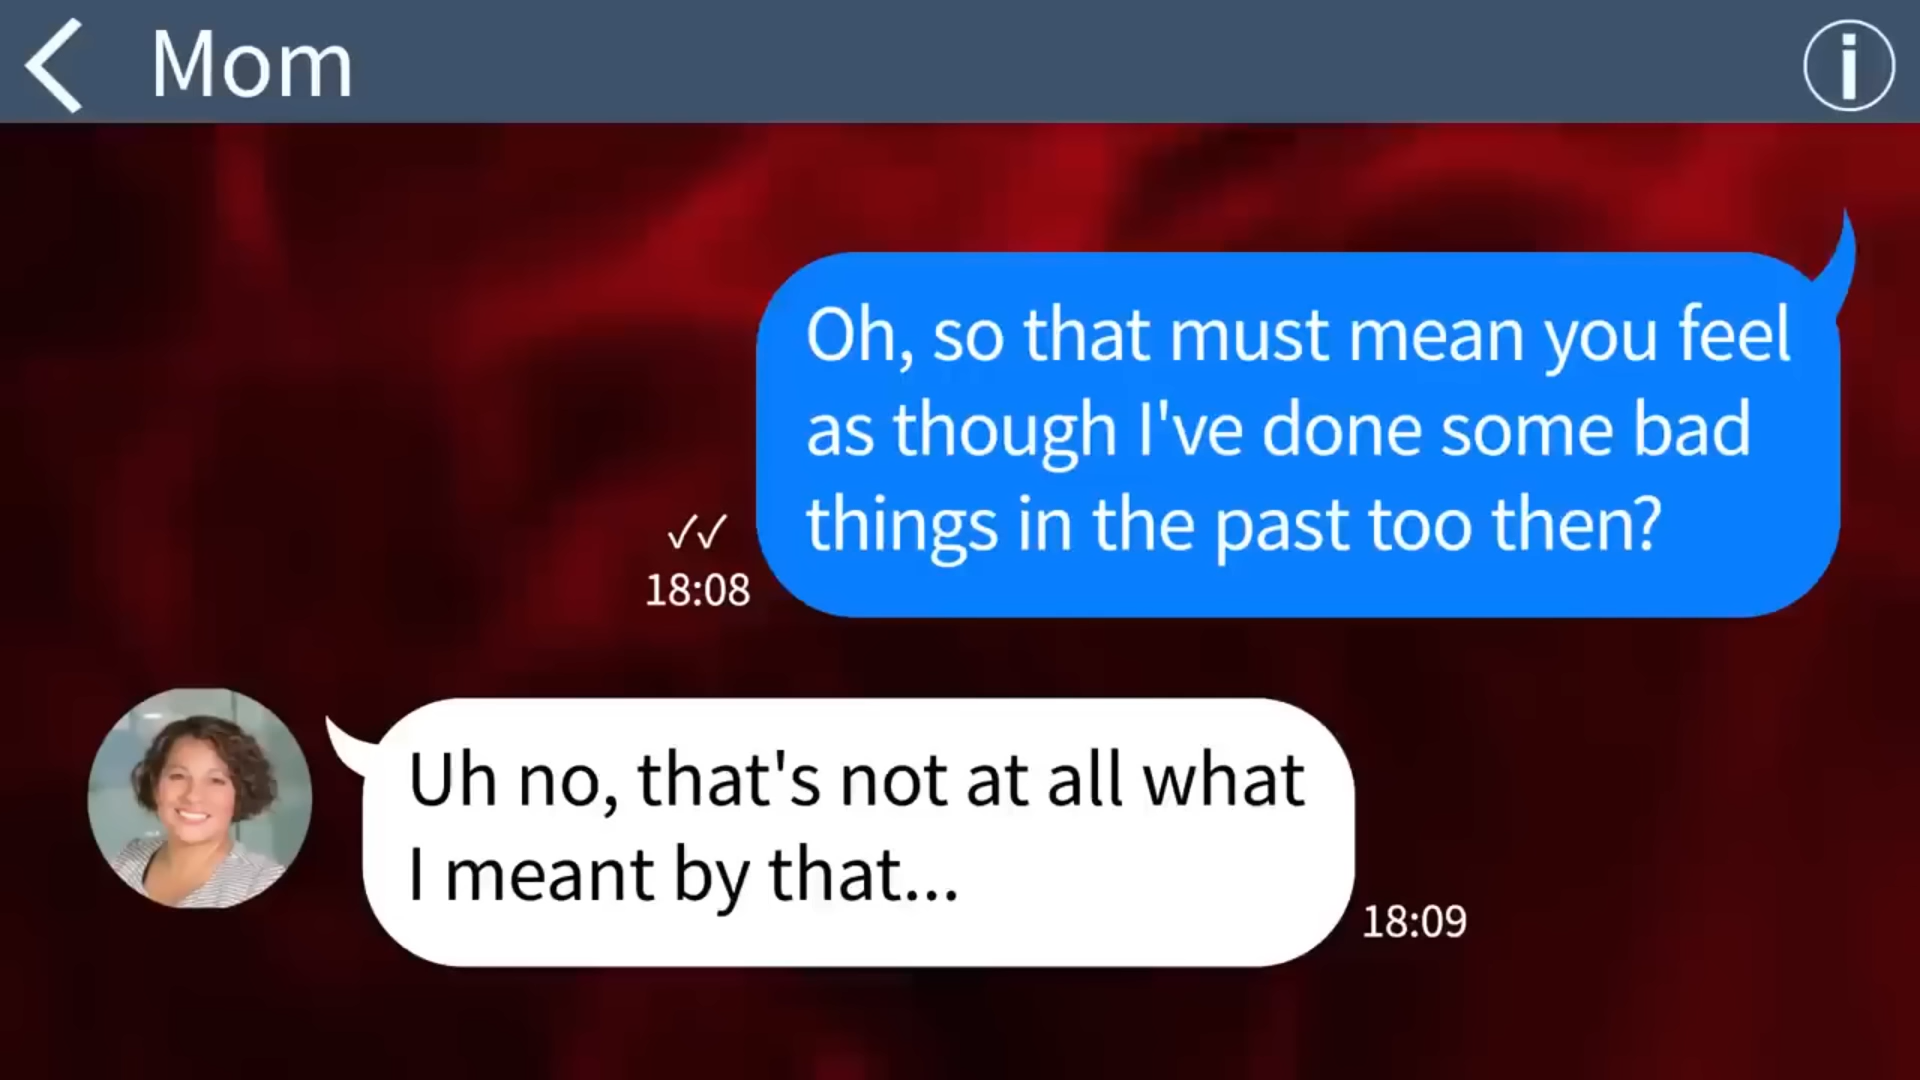 Mom
Oh, so that must mean you feel
as though I've done some bad
things in the past too then?
18:08
Uh no, that's not at all what
I meant by that...
18:09